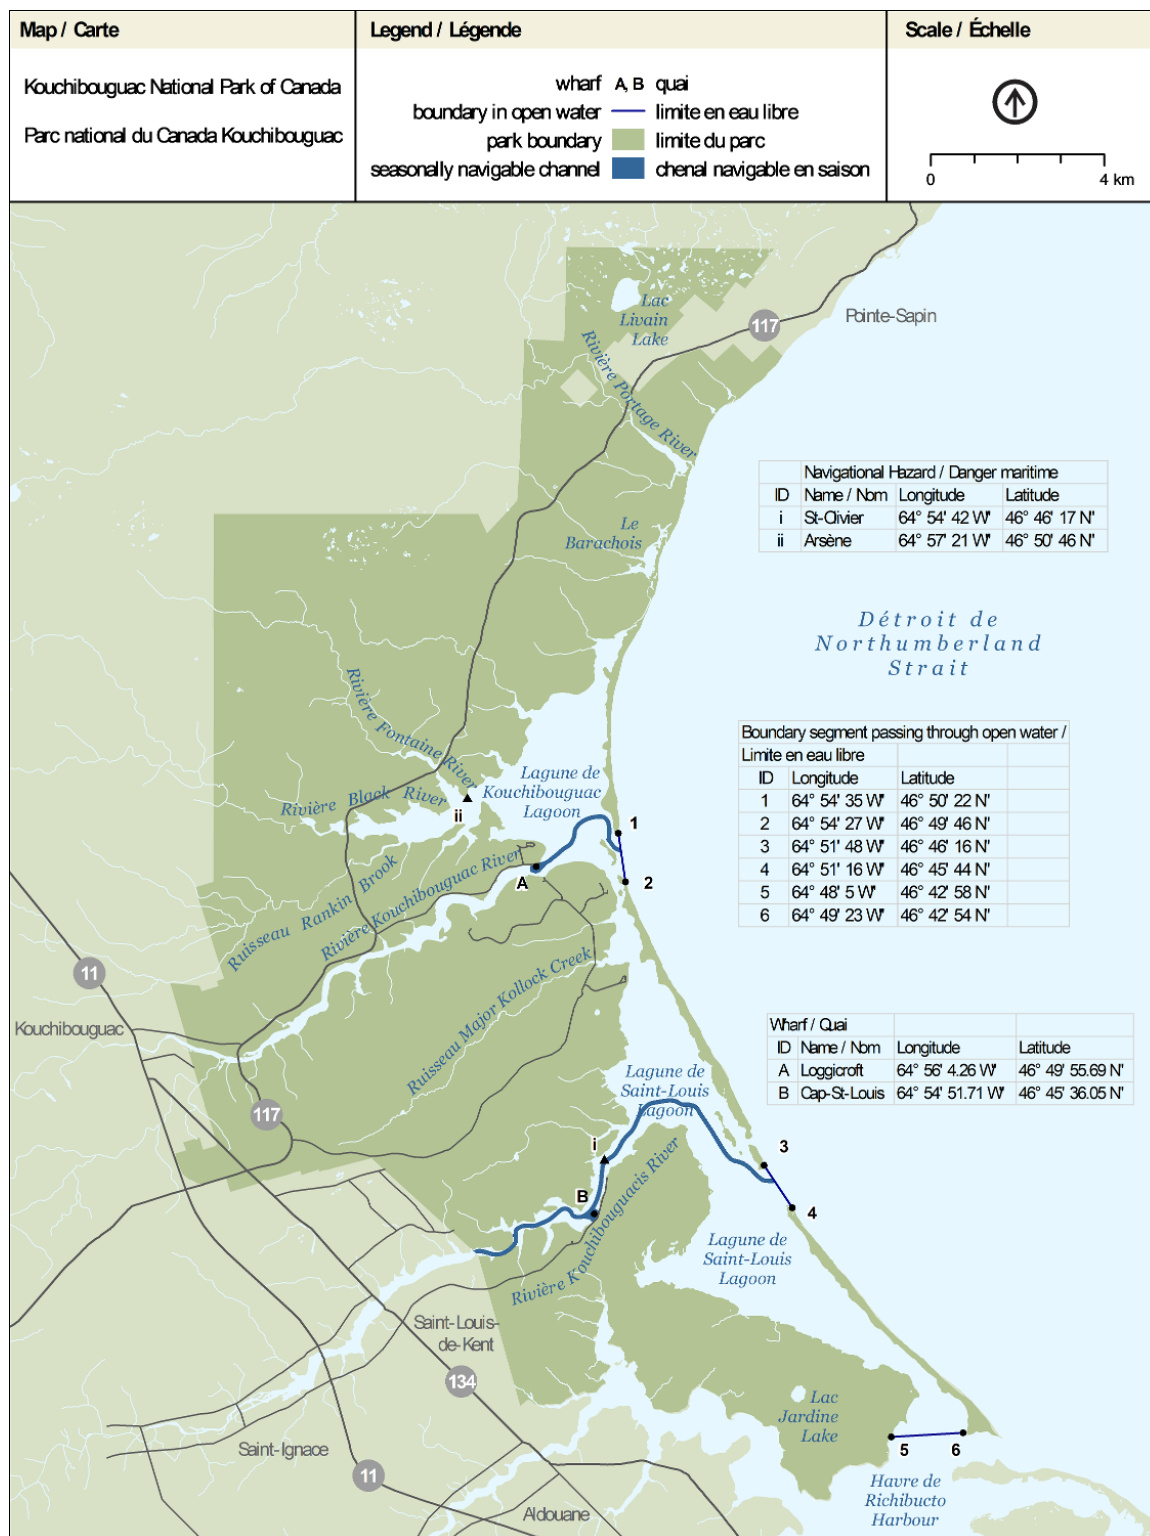 Map / Carte
Legend / Légende
Scale / Échelle
Kouchibouguac National Park of Canada
Parc national du Canada Kouchibouguac
wharf A, B quai
boundary in open water limite en eau libre
park boundary limite du parc
seasonally navigable channel chenal navigable en saison
0 4 km
Lac
Livain
Lake
117
Pointe-Sapin
Rivière Portage River
Navigational Hazard / Danger maritime
ID Name / Nom Longitude Latitude
i St-Olivier 64° 54' 42 W' 46° 46' 17 N'
ii Arsène 64° 57' 21 W' 46° 50' 46 N'
Le
Barachois
Détroit de
Northumberland
Strait
Rivière Fontaine River
Boundary segment passing through open water /
Limite en eau libre
ID Longitude Latitude
1 64° 54' 35 W' 46° 50' 22 N'
2 64° 54' 27 W' 46° 49' 46 N'
3 64° 51' 48 W' 46° 46' 16 N'
4 64° 51' 16 W' 46° 45' 44 N'
5 64° 48' 5 W' 46° 42' 58 N'
6 64° 49' 23 W' 46° 42' 54 N'
Lagune de
Kouchibouguac
Lagoon
Rivière Black River
ii
1
A
2
Ruisseau Rankin Brook
Rivière Kouchibouguac River
11
Kouchibouguac
Ruisseau Major Kollock Creek
Wharf / Quai
ID Name / Nom Longitude Latitude
A Loggicroft 64° 56' 4.26 W' 46° 49' 55.69 N'
B Cap-St-Louis 64° 54' 51.71 W' 46° 45' 36.05 N'
Lagune de
Saint-Louis
Lagoon
117
i
3
B
4
Rivière Kouchibouguacis River
Lagune de
Saint-Louis
Lagoon
Saint-Louis-
de-Kent
134
Lac
Jardine
Lake
Saint-Ignace
11
5
6
Havre de
Richibucto
Harbour
Aldouane